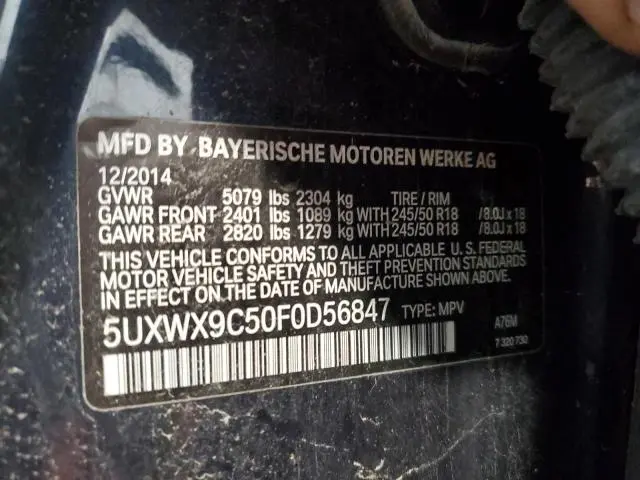 MFD BY BAYERISCHE MOTOREN WERKE AG
12/2014
GVWR 5079 lbs 2304 kg TIRE / RIM
GAWR FRONT 2401 lbs 1089 kg WITH 245/50 R18 /8.0J x 18
GAWR REAR 2820 lbs 1279 kg WITH 245/50 R18 /8.0J x 18
THIS VEHICLE CONFORMS TO ALL APPLICABLE U.S. FEDERAL
MOTOR VEHICLE SAFETY AND THEFT PREVENTION STANDARDS
IN EFFECT ON THE DATE OF MANUFACTURE SHOWN ABOVE.
5UXWX9C50F0D56847 TYPE: MPV
A76M
7 320 730